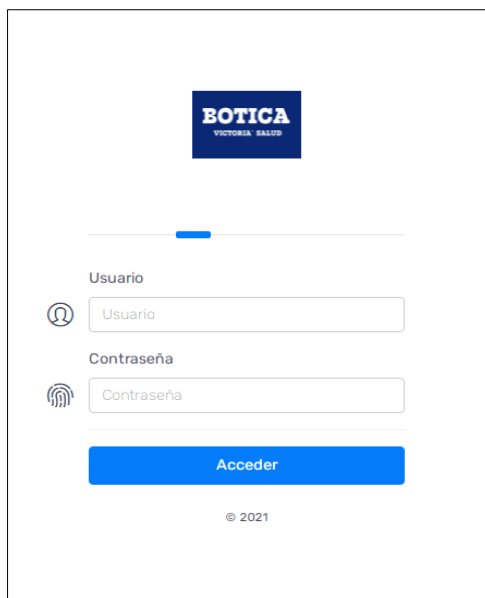 BOTICA
VICTORIA' SALUD
Usuario
Usuario
Contraseña
Contraseña
Acceder
© 2021